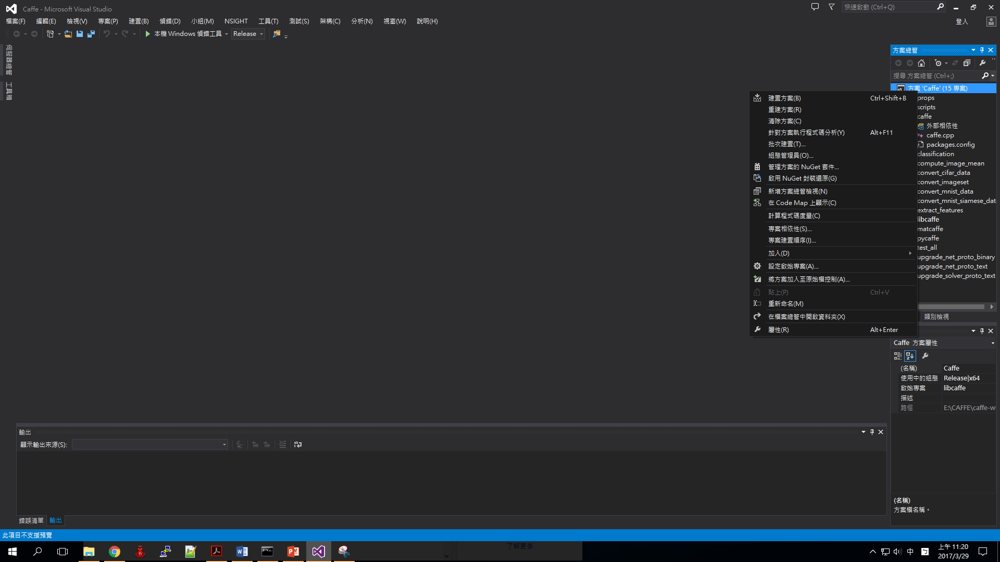 Caffe - Microsoft Visual Studio
快速啟動 (Ctrl+Q)
檔案(F) 編輯(E) 檢視(V) 專案(P) 建置(B) 偵錯(D) 小組(M) NSIGHT 工具(T) 測試(S) 架構(C) 分析(N) 視窗(W) 說明(H)
登入
本機 Windows 偵錯工具 Release
伺服器總管
工具箱
方案總管
搜尋 方案總管 (Ctrl+;)
方案 'Caffe' (15 專案)
props
scripts
caffe
外部相依性
caffe.cpp
packages.config
classification
compute_image_mean
convert_cifar_data
convert_imageset
convert_mnist_data
convert_mnist_siamese_dat
extract_features
libcaffe
matcaffe
pycaffe
test_all
upgrade_net_proto_binary
upgrade_net_proto_text
upgrade_solver_proto_text
類別檢視
建置方案(B) Ctrl+Shift+B
重建方案(R)
清除方案(C)
針對方案執行程式碼分析(Y) Alt+F11
批次建置(T)...
組態管理員(O)...
管理方案的 NuGet 套件...
啟用 NuGet 封裝還原(G)
新增方案總管檢視(N)
在 Code Map 上顯示(C)
計算程式碼度量(C)
專案相依性(S)...
專案建置順序(I)...
加入(D)
設定啟始專案(A)...
將方案加入至原始檔控制(A)...
貼上(P) Ctrl+V
重新命名(M)
在檔案總管中開啟資料夾(X)
屬性(R) Alt+Enter
Caffe 方案屬性
(名稱) Caffe
使用中的組態 Release|x64
啟始專案 libcaffe
描述
路徑 E:\CAFFE\caffe-w
(名稱)
方案檔名稱。
輸出
顯示輸出來源(S):
錯誤清單 輸出
此項目不支援預覽
了解更多
中
上午 11:20
2017/3/29